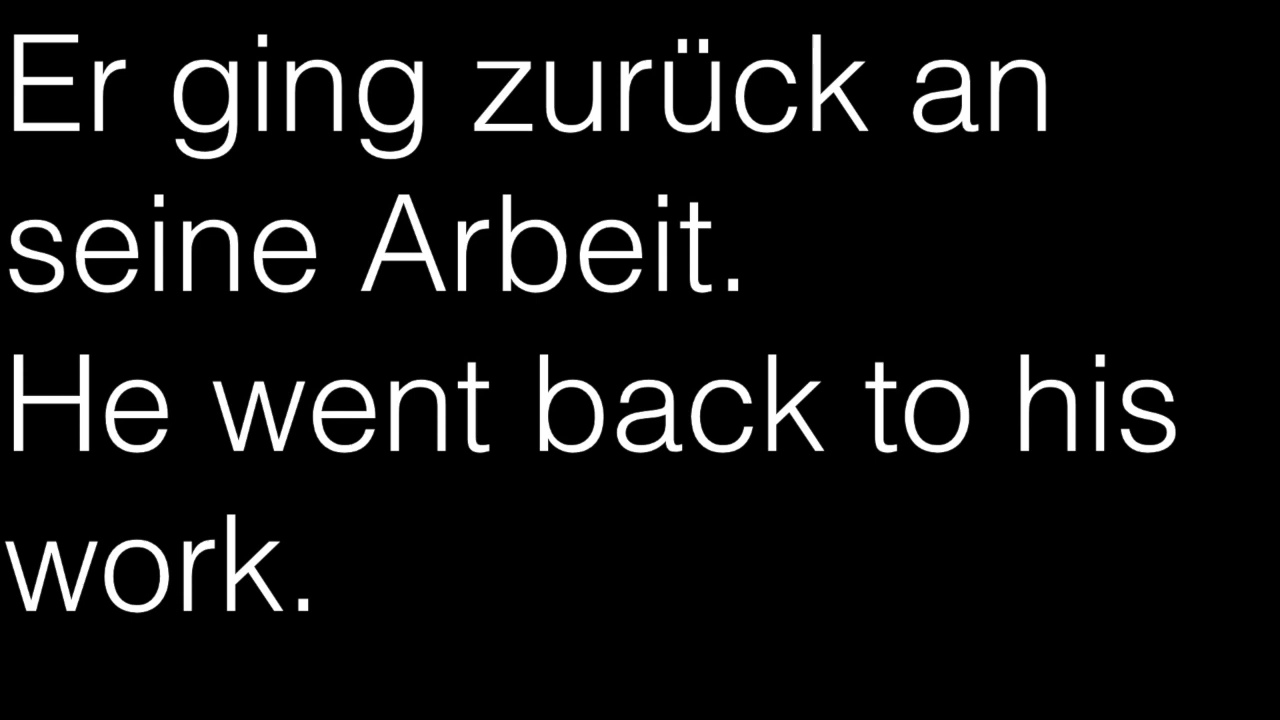 Er ging zurück an
seine Arbeit.
He went back to his
work.